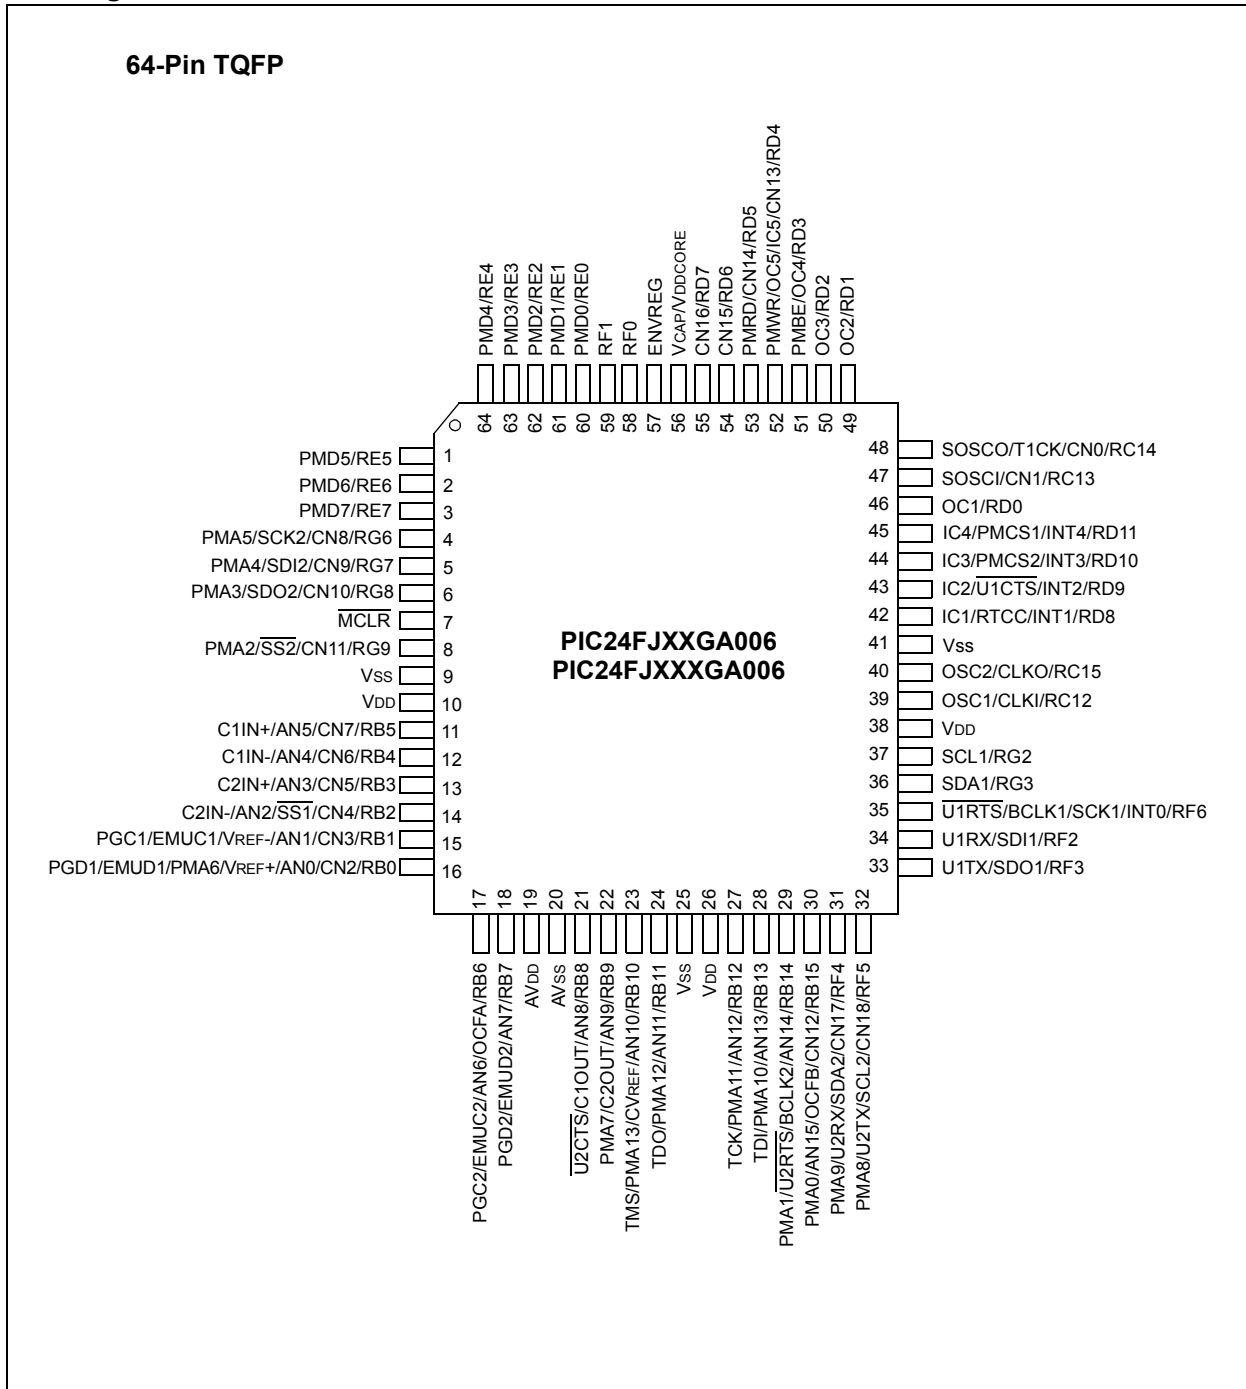 64-Pin TQFP
PMD4/RE4
PMD3/RE3
PMD2/RE2
PMD1/RE1
PMD0/RE0
RF1
RF0
ENVREG
VCAP/VDDCORE
CN16/RD7
CN15/RD6
PMRD/CN14/RD5
PMWR/OC5/IC5/CN13/RD4
PMBE/OC4/RD3
OC3/RD2
OC2/RD1
64
63
62
61
60
59
58
57
56
55
54
53
52
51
50
49
PMD5/RE5 1
PMD6/RE6 2
PMD7/RE7 3
PMA5/SCK2/CN8/RG6 4
PMA4/SDI2/CN9/RG7 5
PMA3/SDO2/CN10/RG8 6
MCLR 7
PMA2/SS2/CN11/RG9 8
VSS 9
VDD 10
C1IN+/AN5/CN7/RB5 11
C1IN-/AN4/CN6/RB4 12
C2IN+/AN3/CN5/RB3 13
C2IN-/AN2/SS1/CN4/RB2 14
PGC1/EMUC1/VREF-/AN1/CN3/RB1 15
PGD1/EMUD1/PMA6/VREF+/AN0/CN2/RB0 16
PIC24FJXXGA006
PIC24FJXXXGA006
48 SOSCO/T1CK/CN0/RC14
47 SOSCI/CN1/RC13
46 OC1/RD0
45 IC4/PMCS1/INT4/RD11
44 IC3/PMCS2/INT3/RD10
43 IC2/U1CTS/INT2/RD9
42 IC1/RTCC/INT1/RD8
41 Vss
40 OSC2/CLKO/RC15
39 OSC1/CLKI/RC12
38 VDD
37 SCL1/RG2
36 SDA1/RG3
35 U1RTS/BCLK1/SCK1/INT0/RF6
34 U1RX/SDI1/RF2
33 U1TX/SDO1/RF3
17
18
19
20
21
22
23
24
25
26
27
28
29
30
31
32
PGC2/EMUC2/AN6/OCFA/RB6
PGD2/EMUD2/AN7/RB7
AVDD
AVSS
U2CTS/C1OUT/AN8/RB8
PMA7/C2OUT/AN9/RB9
TMS/PMA13/CVREF/AN10/RB10
TDO/PMA12/AN11/RB11
VSS
VDD
TCK/PMA11/AN12/RB12
TDI/PMA10/AN13/RB13
PMA1/U2RTS/BCLK2/AN14/RB14
PMA0/AN15/OCFB/CN12/RB15
PMA9/U2RX/SDA2/CN17/RF4
PMA8/U2TX/SCL2/CN18/RF5